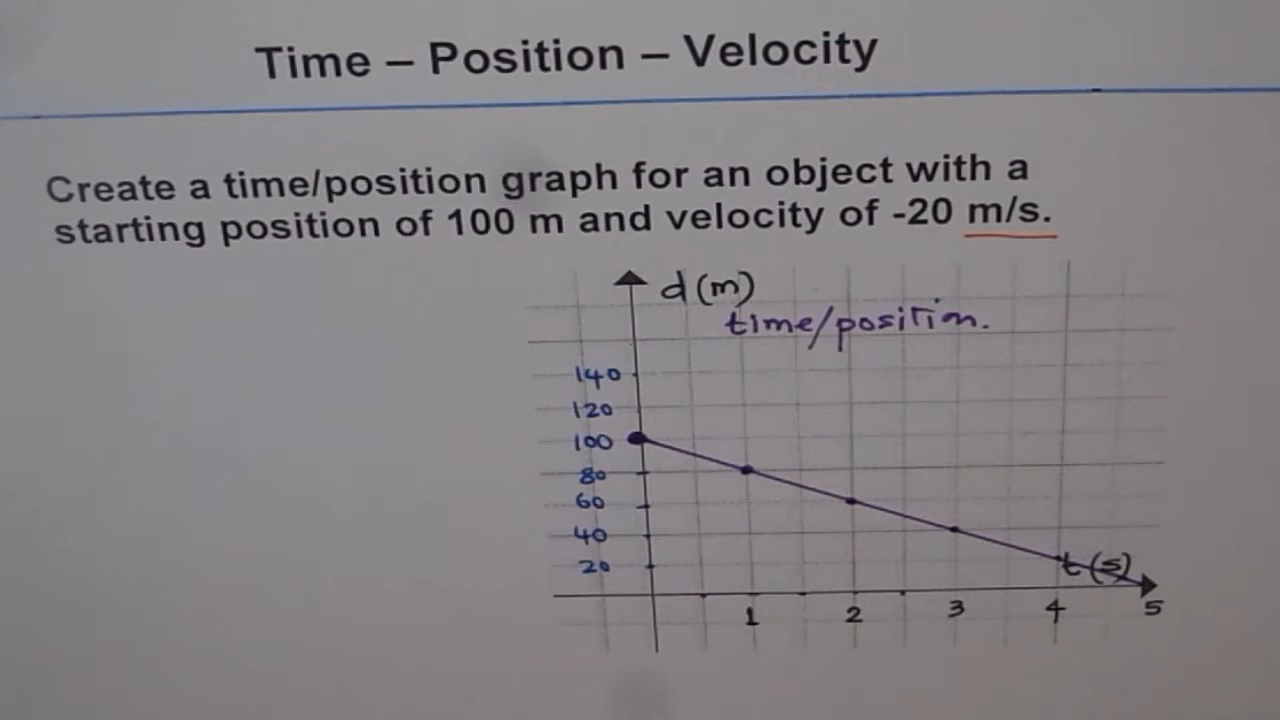 Time – Position – Velocity
Create a time/position graph for an object with a
starting position of 100 m and velocity of -20 m/s.
d (m)
time/position.
140
120
100
80
60
40
20
t (s)
1 2 3 4 5